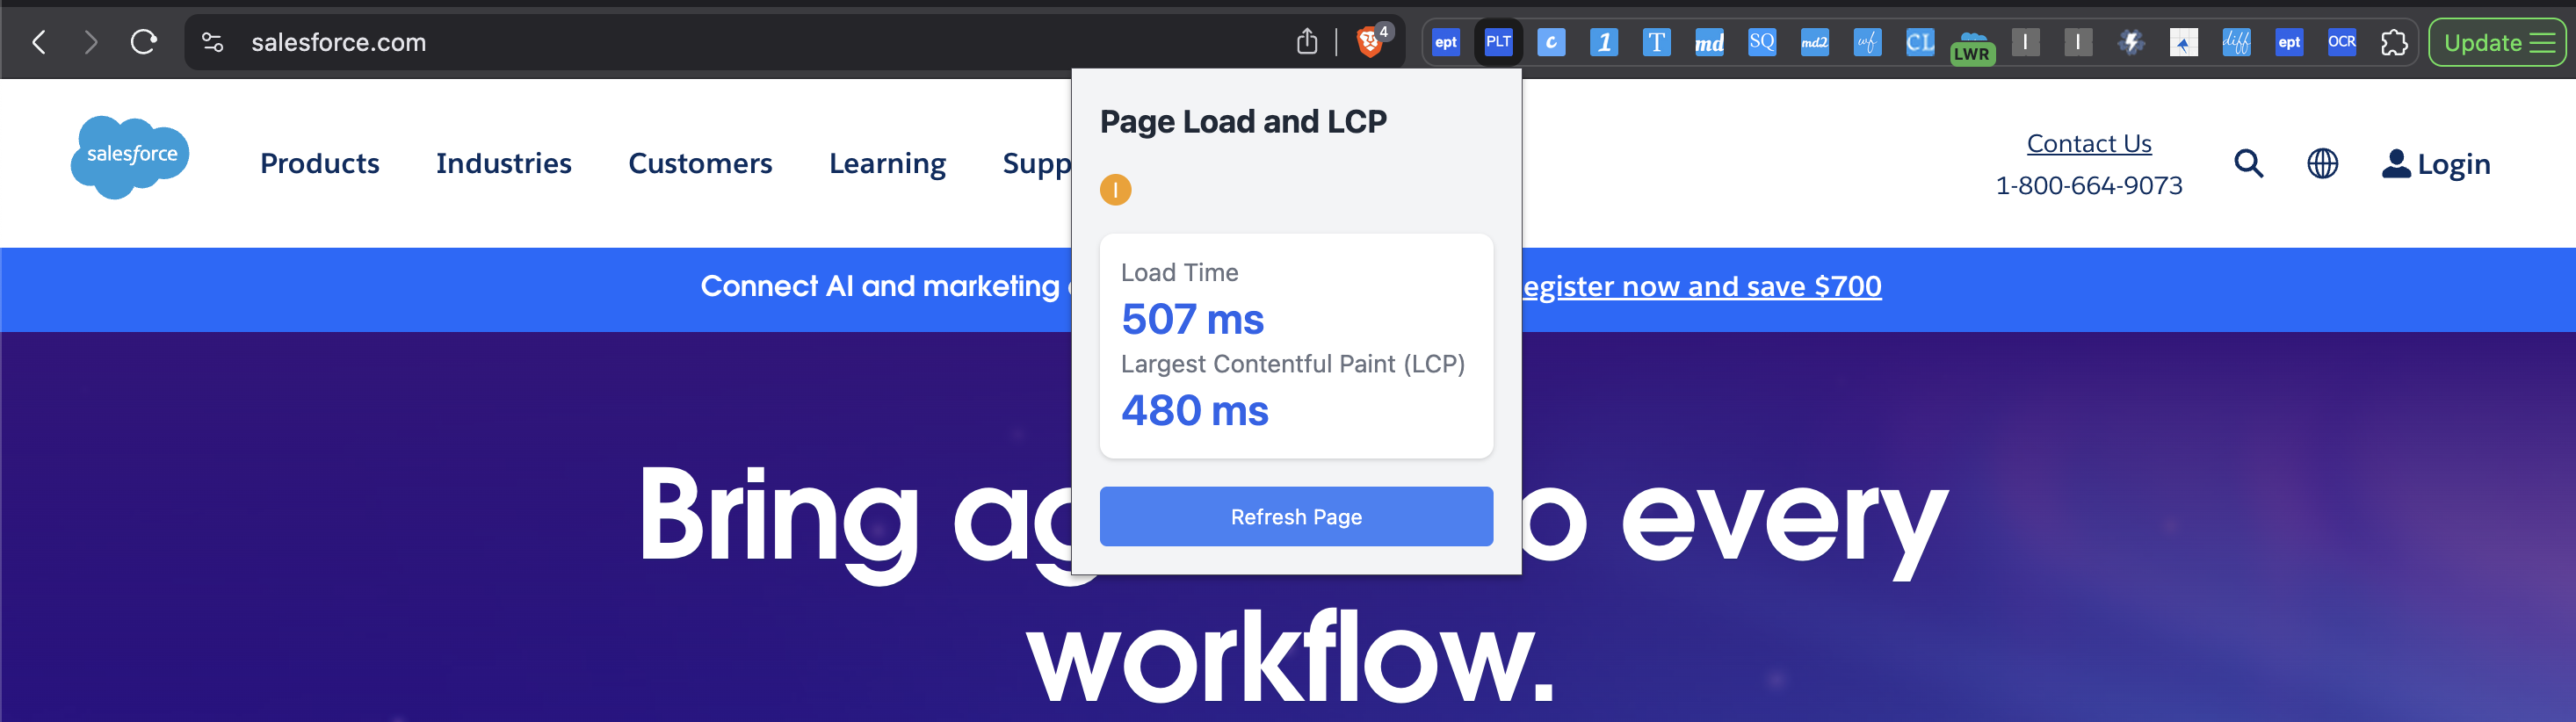 salesforce.com
4
ept
PLT
c
1
T
md
SQ
md2
wf
CL
LWR
I
I
diff
ept
OCR
Update
salesforce
Products
Industries
Customers
Learning
Supp
Contact Us
1-800-664-9073
Login
Page Load and LCP
I
Load Time
507 ms
Largest Contentful Paint (LCP)
480 ms
Refresh Page
Connect AI and marketing
egister now and save $700
Bring ag
o every
workflow.